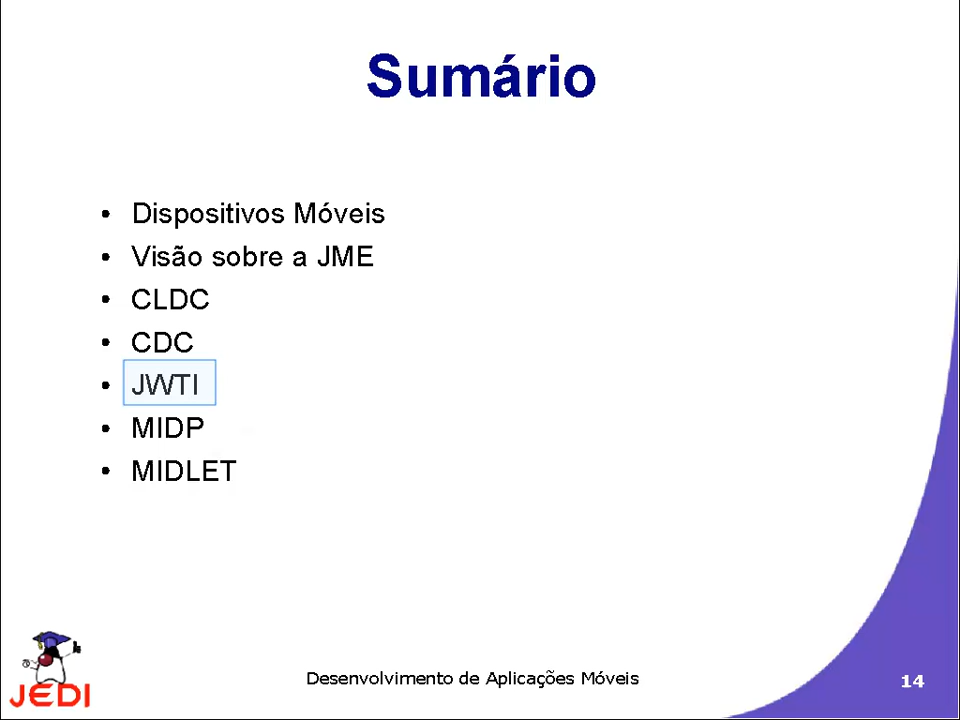 Sumário
• Dispositivos Móveis
• Visão sobre a JME
• CLDC
• CDC
• JWTI
• MIDP
• MIDLET
JEDI
Desenvolvimento de Aplicações Móveis
14